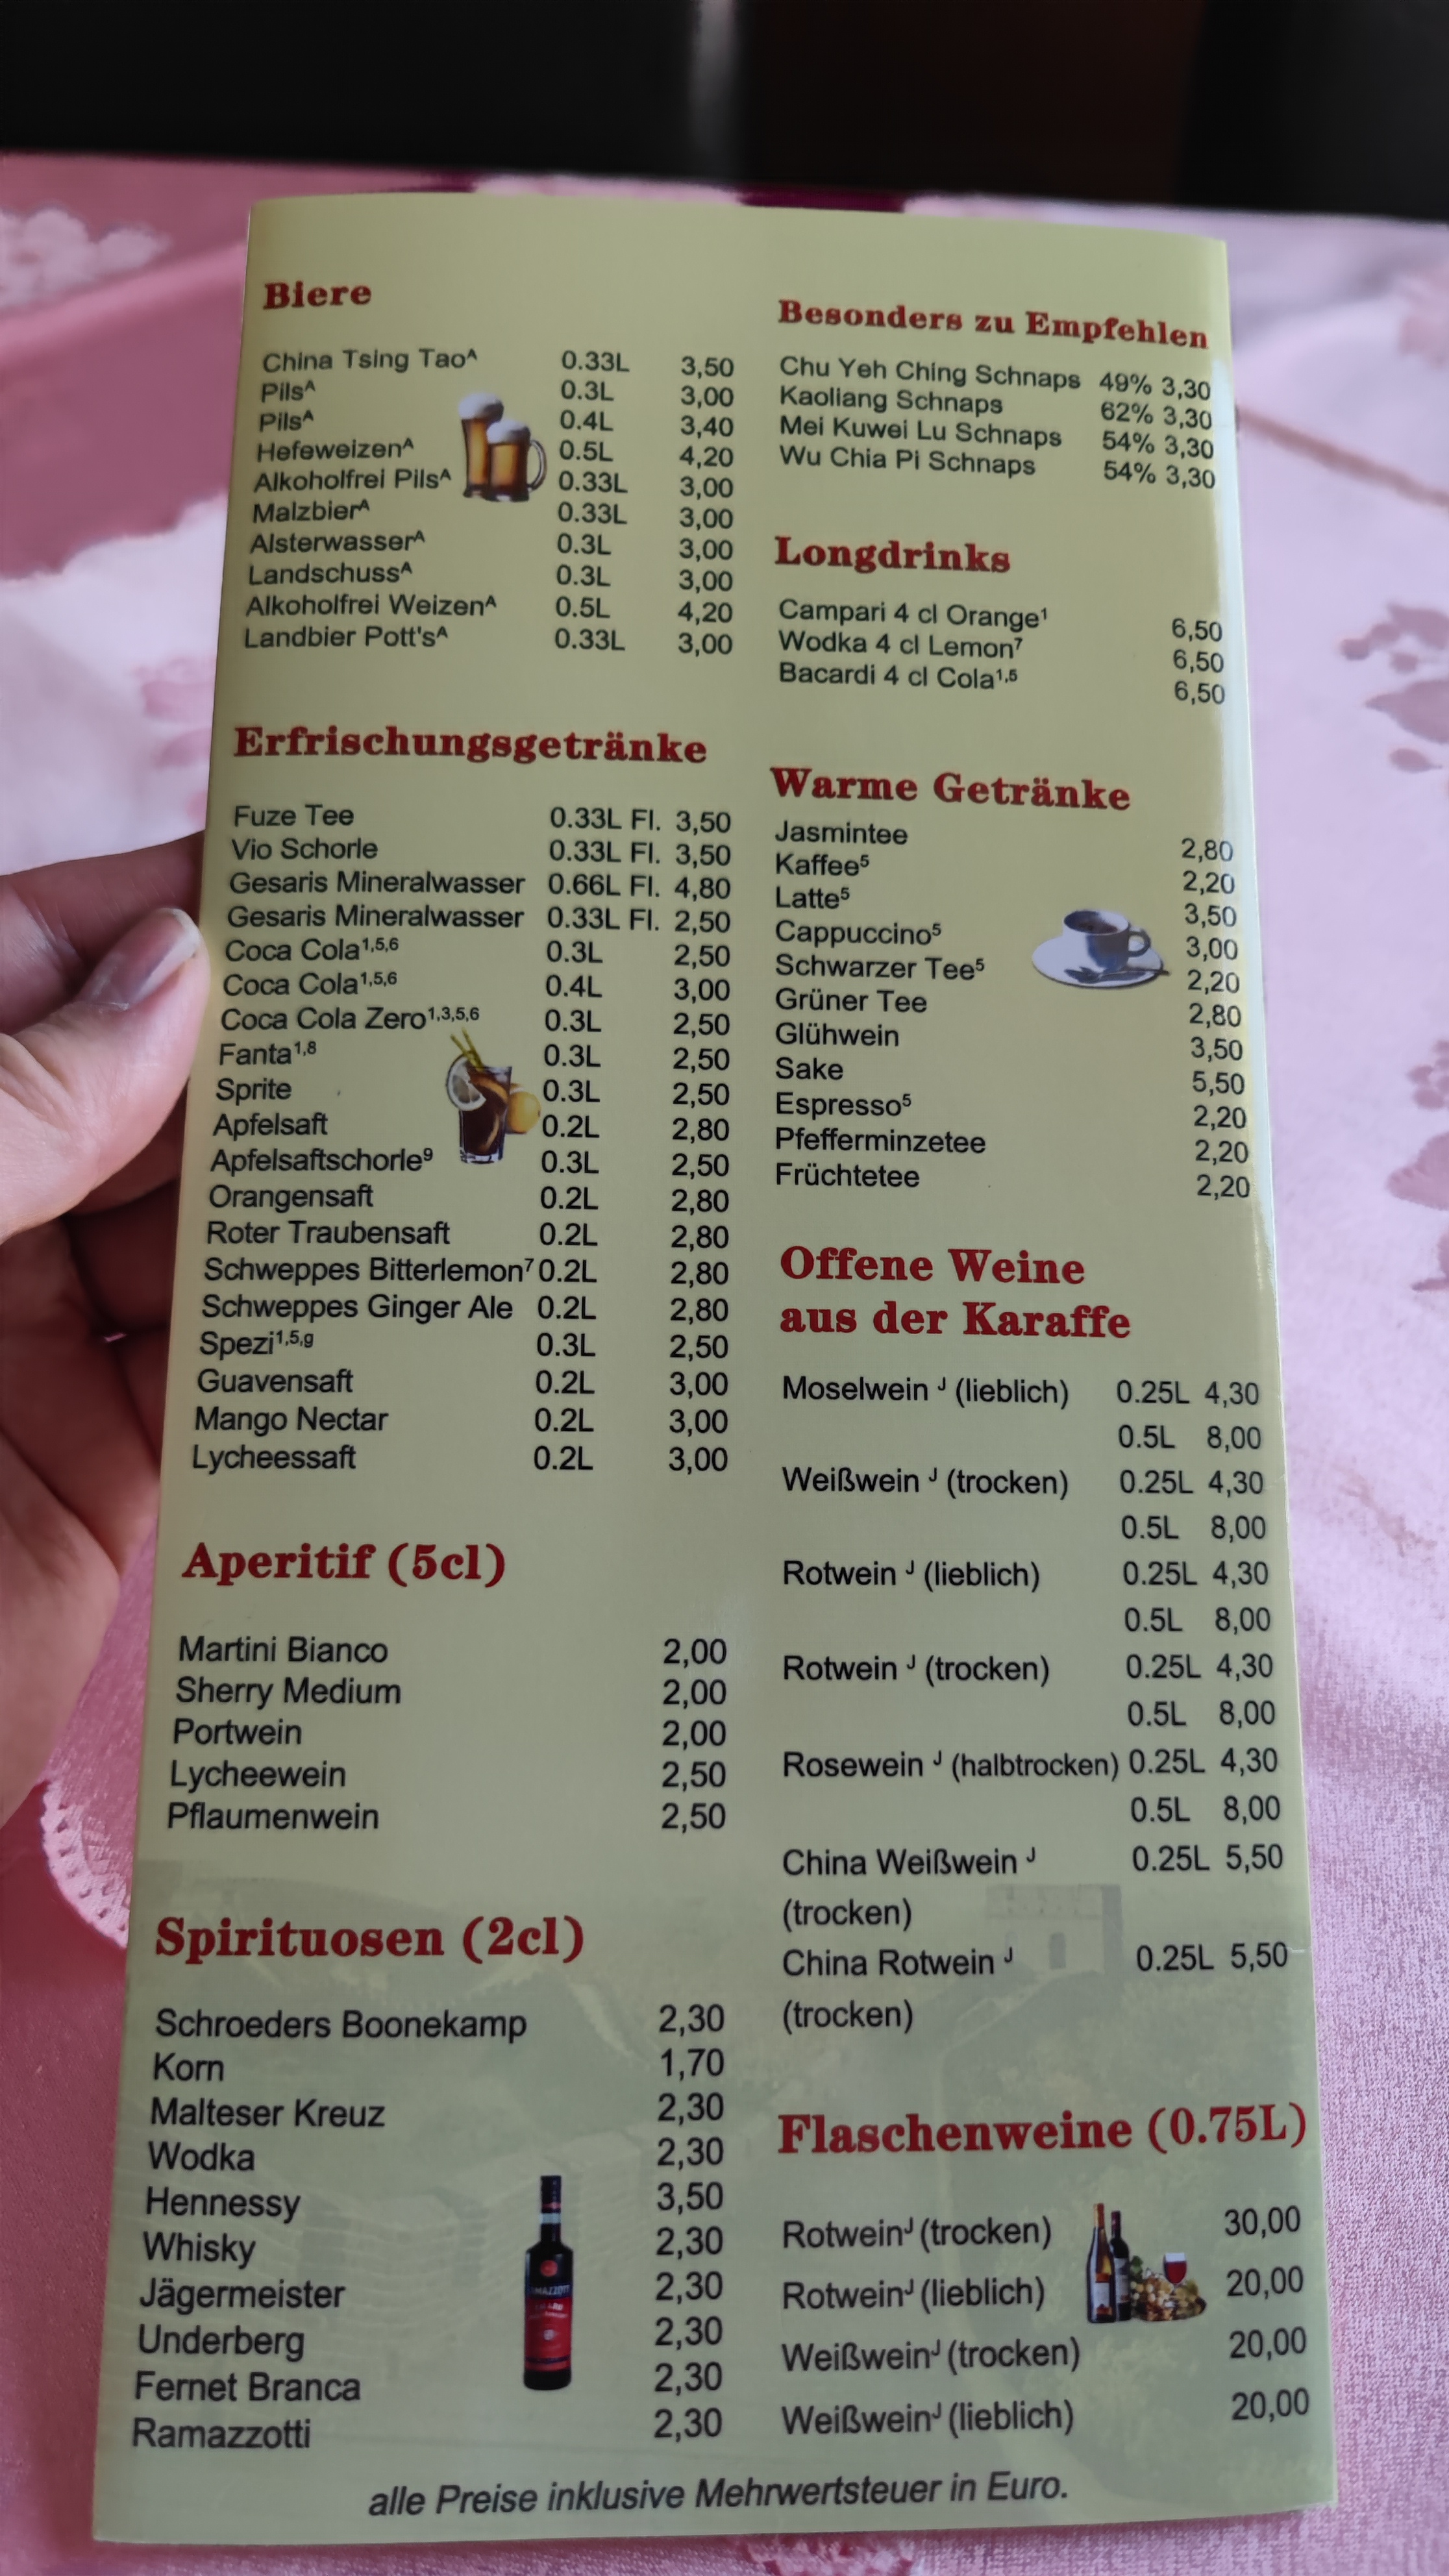 Biere
China Tsing Taoᴬ 0.33L 3,50
Pilsᴬ 0.3L 3,00
Pilsᴬ 0.4L 3,40
Hefeweizenᴬ 0.5L 4,20
Alkoholfrei Pilsᴬ 0.33L 3,00
Malzbierᴬ 0.33L 3,00
Alsterwasserᴬ 0.3L 3,00
Landschussᴬ 0.3L 3,00
Alkoholfrei Weizenᴬ 0.5L 4,20
Landbier Pott'sᴬ 0.33L 3,00
Erfrischungsgetränke
Fuze Tee 0.33L Fl. 3,50
Vio Schorle 0.33L Fl. 3,50
Gesaris Mineralwasser 0.66L Fl. 4,80
Gesaris Mineralwasser 0.33L Fl. 2,50
Coca Cola¹,⁵,⁶ 0.3L 2,50
Coca Cola¹,⁵,⁶ 0.4L 3,00
Coca Cola Zero¹,³,⁵,⁶ 0.3L 2,50
Fanta¹,⁸ 0.3L 2,50
Sprite 0.3L 2,50
Apfelsaft 0.2L 2,80
Apfelsaftschorle⁹ 0.3L 2,50
Orangensaft 0.2L 2,80
Roter Traubensaft 0.2L 2,80
Schweppes Bitterlemon⁷ 0.2L 2,80
Schweppes Ginger Ale 0.2L 2,80
Spezi¹,⁵,ᵍ 0.3L 2,50
Guavensaft 0.2L 3,00
Mango Nectar 0.2L 3,00
Lycheessaft 0.2L 3,00
Aperitif (5cl)
Martini Bianco 2,00
Sherry Medium 2,00
Portwein 2,00
Lycheewein 2,50
Pflaumenwein 2,50
Spirituosen (2cl)
Schroeders Boonekamp 2,30
Korn 1,70
Malteser Kreuz 2,30
Wodka 2,30
Hennessy 3,50
Whisky 2,30
Jägermeister 2,30
Underberg 2,30
Fernet Branca 2,30
Ramazzotti 2,30
Besonders zu Empfehlen
Chu Yeh Ching Schnaps 49% 3,30
Kaoliang Schnaps 62% 3,30
Mei Kuwei Lu Schnaps 54% 3,30
Wu Chia Pi Schnaps 54% 3,30
Longdrinks
Campari 4 cl Orange¹ 6,50
Wodka 4 cl Lemon⁷ 6,50
Bacardi 4 cl Cola¹,⁵ 6,50
Warme Getränke
Jasmintee 2,80
Kaffee⁵ 2,20
Latte⁵ 3,50
Cappuccino⁵ 3,00
Schwarzer Tee⁵ 2,20
Grüner Tee 2,80
Glühwein 3,50
Sake 5,50
Espresso⁵ 2,20
Pfefferminzetee 2,20
Früchtetee 2,20
Offene Weine
aus der Karaffe
Moselwein ᴶ (lieblich) 0.25L 4,30
0.5L 8,00
Weißwein ᴶ (trocken) 0.25L 4,30
0.5L 8,00
Rotwein ᴶ (lieblich) 0.25L 4,30
0.5L 8,00
Rotwein ᴶ (trocken) 0.25L 4,30
0.5L 8,00
Rosewein ᴶ (halbtrocken) 0.25L 4,30
0.5L 8,00
China Weißwein ᴶ 0.25L 5,50
(trocken)
China Rotwein ᴶ 0.25L 5,50
(trocken)
Flaschenweine (0.75L)
Rotweinᴶ (trocken) 30,00
Rotweinᴶ (lieblich) 20,00
Weißweinᴶ (trocken) 20,00
Weißweinᴶ (lieblich) 20,00
alle Preise inklusive Mehrwertsteuer in Euro.